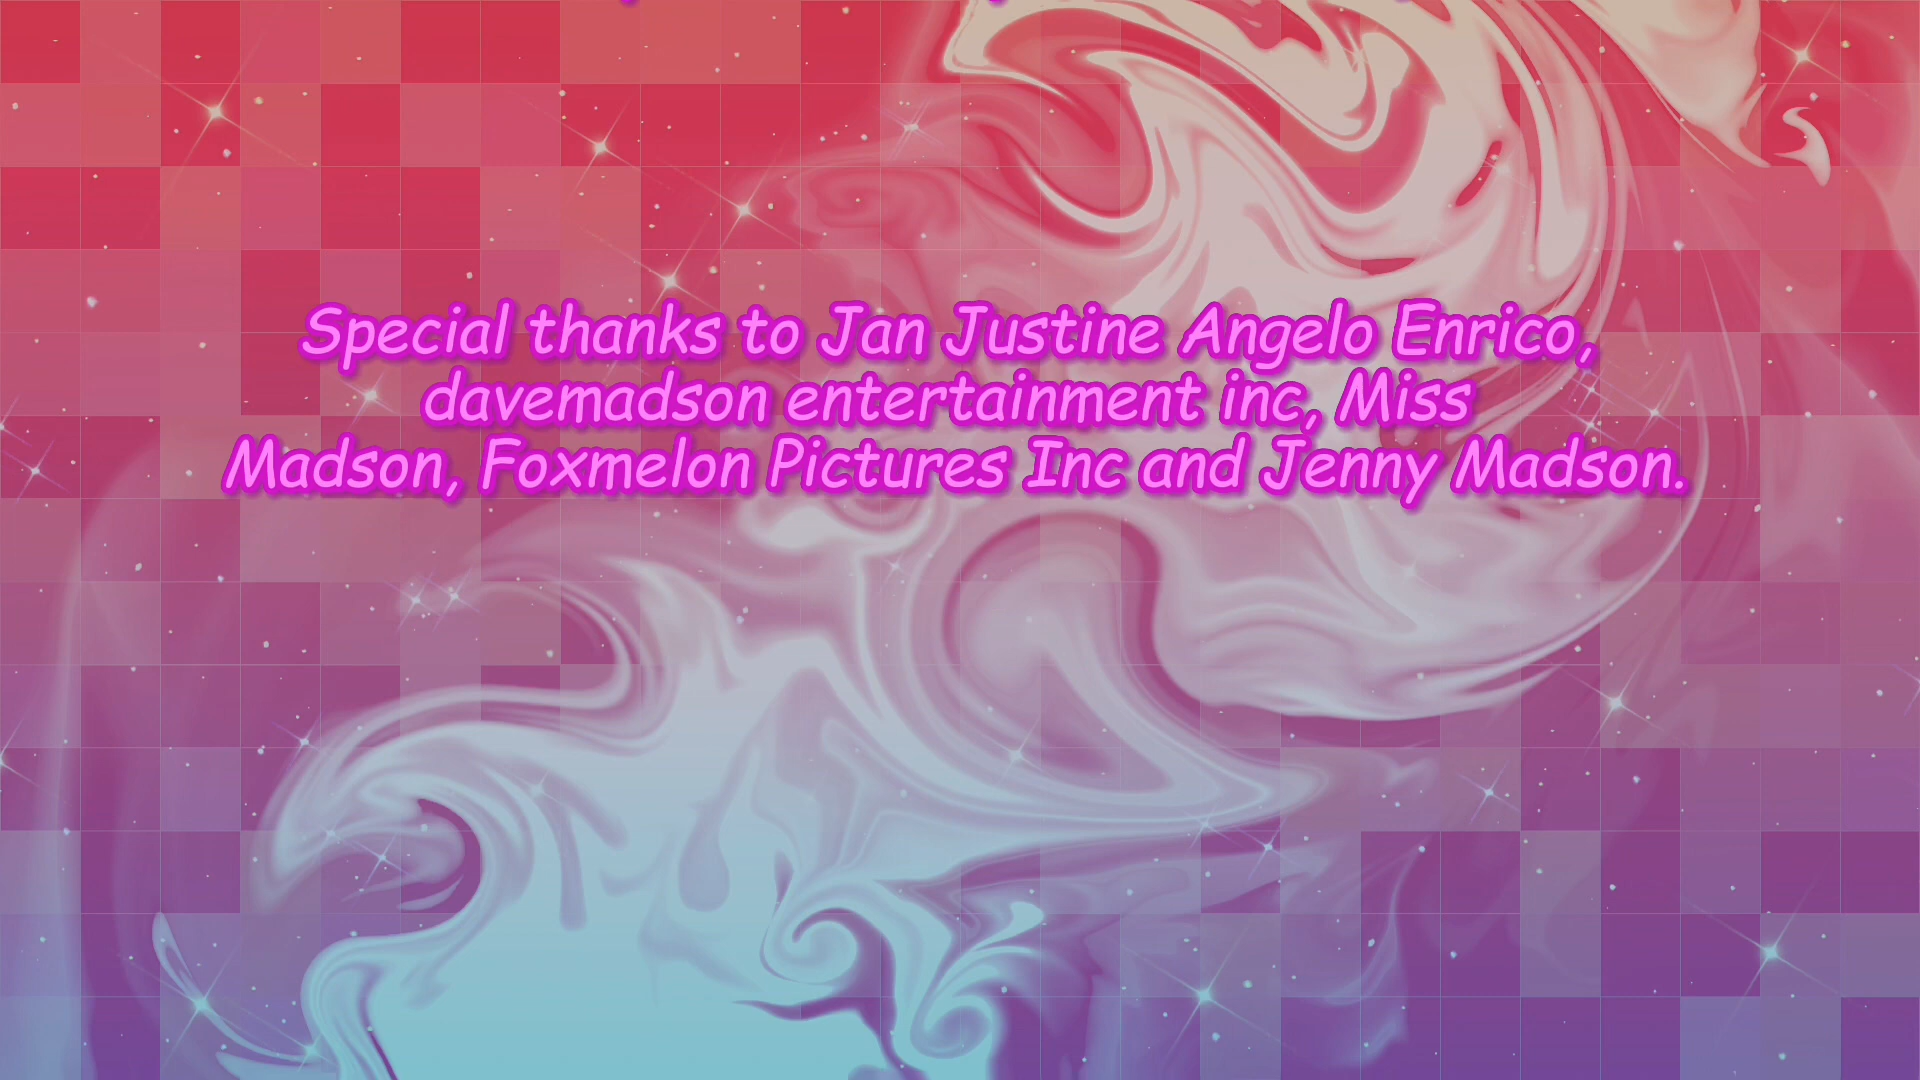 Special thanks to Jan Justine Angelo Enrico,
davemadson entertainment inc, Miss
Madson, Foxmelon Pictures Inc and Jenny Madson.